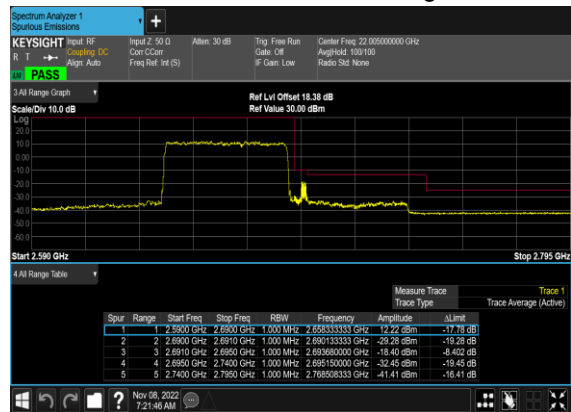 Spectrum Analyzer 1
Spurious Emissions
KEYSIGHT Input: RF Input Z: 50 Ω Atten: 30 dB Trig: Free Run Center Freq: 22.005000000 GHz
R T Coupling: DC Corr CCorr Gate: Off Avg|Hold: 100/100
Align: Auto Freq Ref: Int (S) IF Gain: Low Radio Std: None
LXI PASS
3 All Range Graph
Ref Lvl Offset 18.38 dB
Scale/Div 10.0 dB Ref Value 30.00 dBm
Log
20.0
10.0
0.00
-10.0
-20.0
-30.0
-40.0
-50.0
-60.0
Start 2.590 GHz Stop 2.795 GHz
4 All Range Table
Measure Trace Trace 1
Trace Type Trace Average (Active)
Spur Range Start Freq Stop Freq RBW Frequency Amplitude ΔLimit
1 1 2.5900 GHz 2.6900 GHz 1.000 MHz 2.658333333 GHz 12.22 dBm -17.78 dB
2 2 2.6900 GHz 2.6910 GHz 1.000 MHz 2.690133333 GHz -29.28 dBm -19.28 dB
3 3 2.6910 GHz 2.6950 GHz 1.000 MHz 2.693680000 GHz -18.40 dBm -8.402 dB
4 4 2.6950 GHz 2.7400 GHz 1.000 MHz 2.695150000 GHz -32.45 dBm -19.45 dB
5 5 2.7400 GHz 2.7950 GHz 1.000 MHz 2.768508333 GHz -41.41 dBm -16.41 dB
? Nov 08, 2022
7:21:46 AM